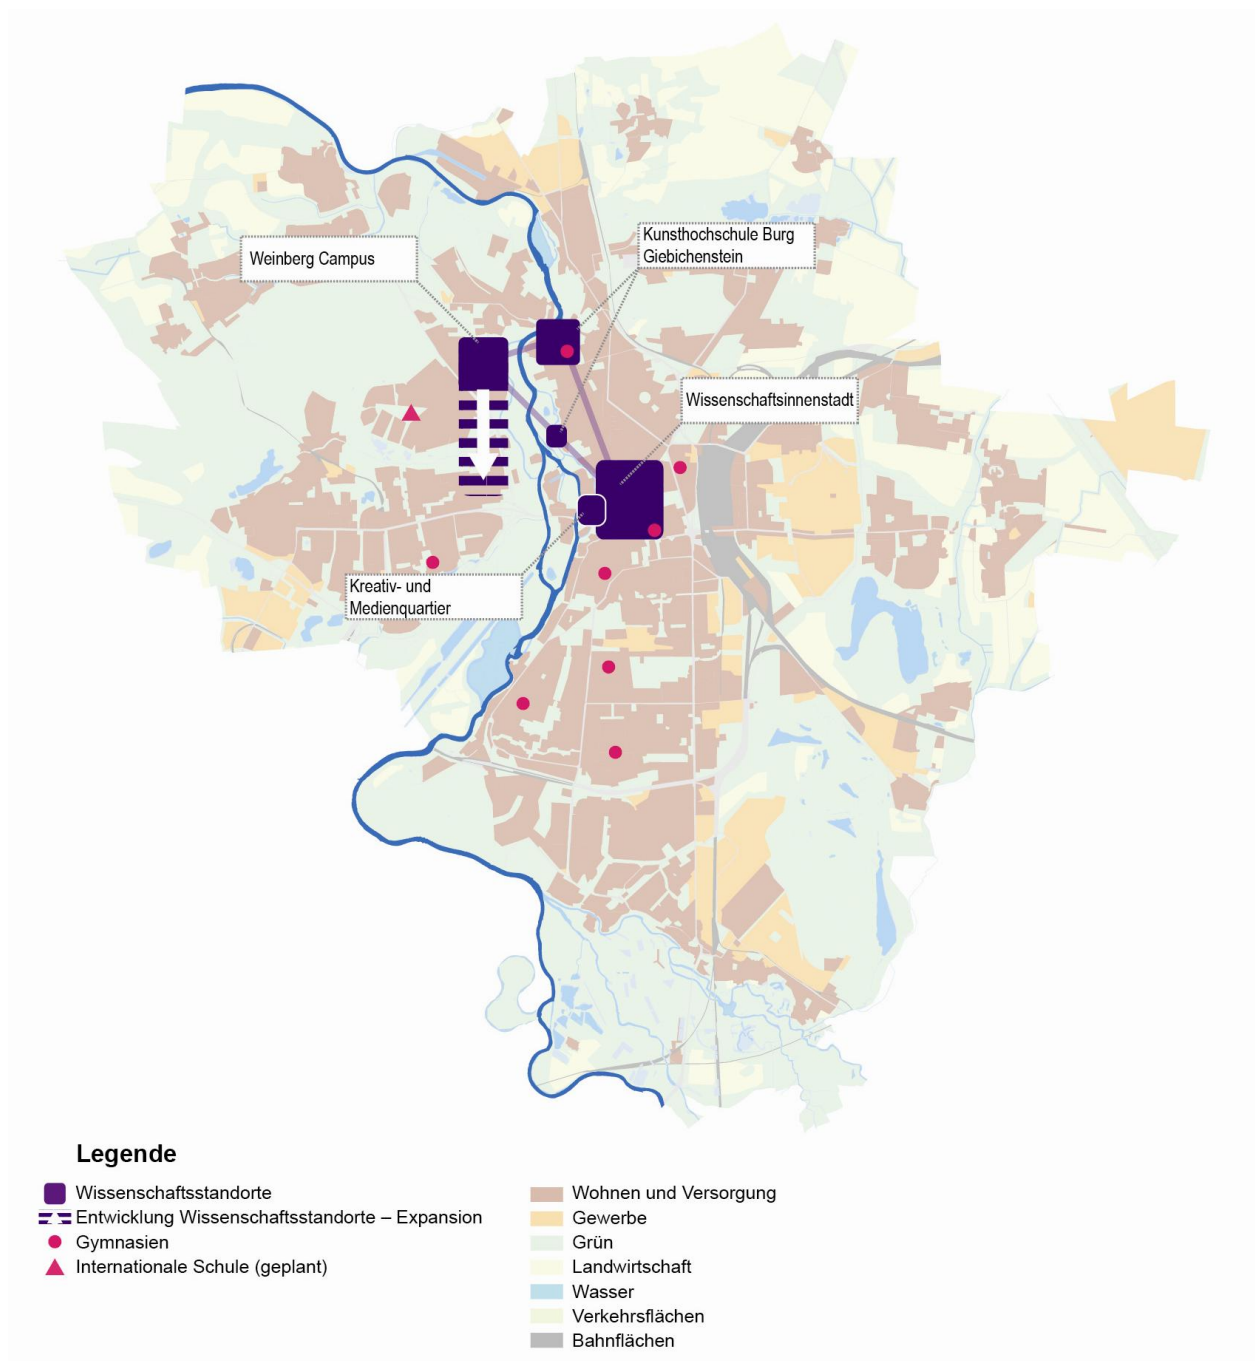 Kunsthochschule Burg
Giebichenstein
Weinberg Campus
Wissenschaftsinnenstadt
Kreativ- und
Medienquartier
Legende
Wissenschaftsstandorte
Entwicklung Wissenschaftsstandorte – Expansion
Gymnasien
Internationale Schule (geplant)
Wohnen und Versorgung
Gewerbe
Grün
Landwirtschaft
Wasser
Verkehrsflächen
Bahnflächen